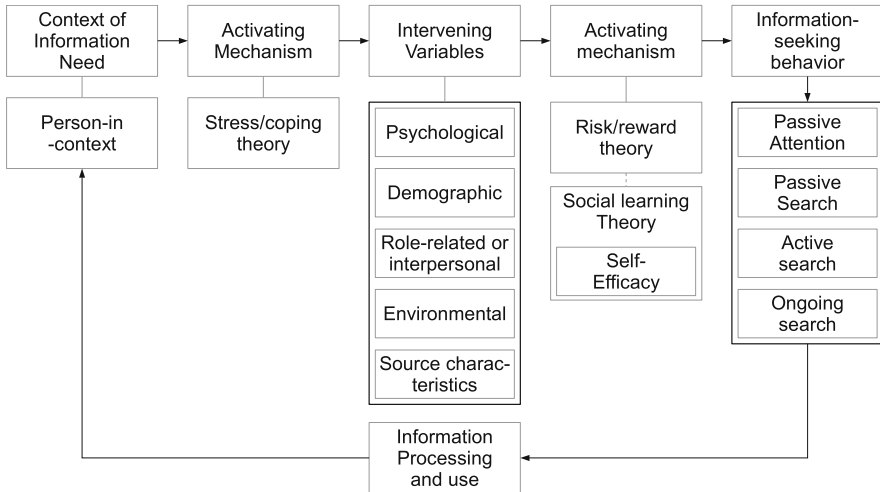 Context of
Information
Need
Activating
Mechanism
Intervening
Variables
Activating
mechanism
Information-
seeking
behavior
Person-in
-context
Stress/coping
theory
Psychological
Demographic
Role-related or
interpersonal
Environmental
Source charac-
teristics
Risk/reward
theory
Social learning
Theory
Self-
Efficacy
Passive
Attention
Passive
Search
Active
search
Ongoing
search
Information
Processing
and use